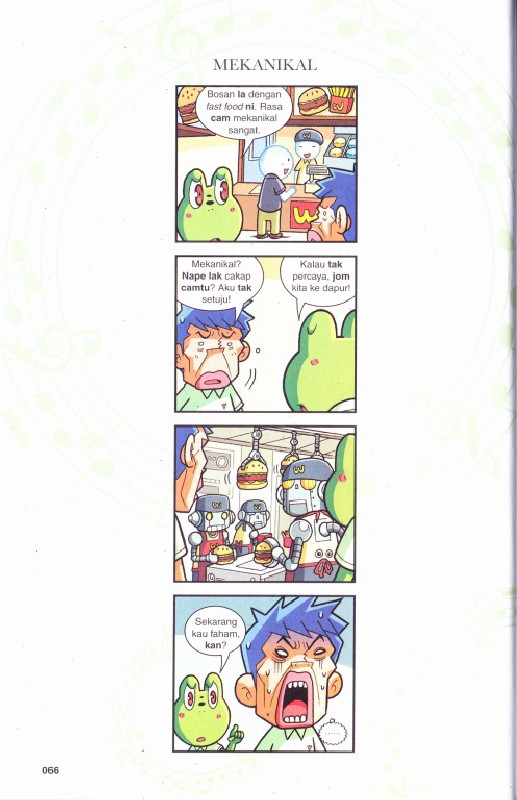 MEKANIKAL
Bosan la dengan
fast food ni. Rasa
cam mekanikal
sangat.
W
W
Mekanikal?
Nape lak cakap
camtu? Aku tak
setuju!
Kalau tak
percaya, jom
kita ke dapur!
W
W
W
W
Sekarang
kau faham,
kan?
......
066